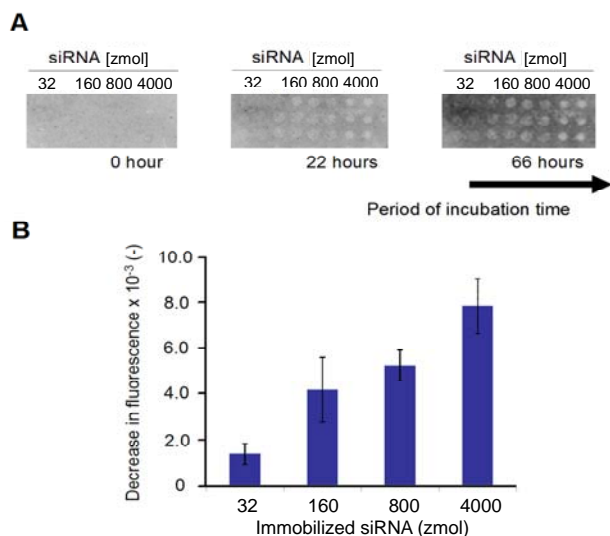 A
siRNA [zmol] siRNA [zmol] siRNA [zmol]
32 160 800 4000 32 160 800 4000 32 160 800 4000
0 hour 22 hours 66 hours
Period of incubation time
B
Decrease in fluorescence x 10⁻³ (-)
10.0
8.0
6.0
4.0
2.0
0
32 160 800 4000
Immobilized siRNA (zmol)